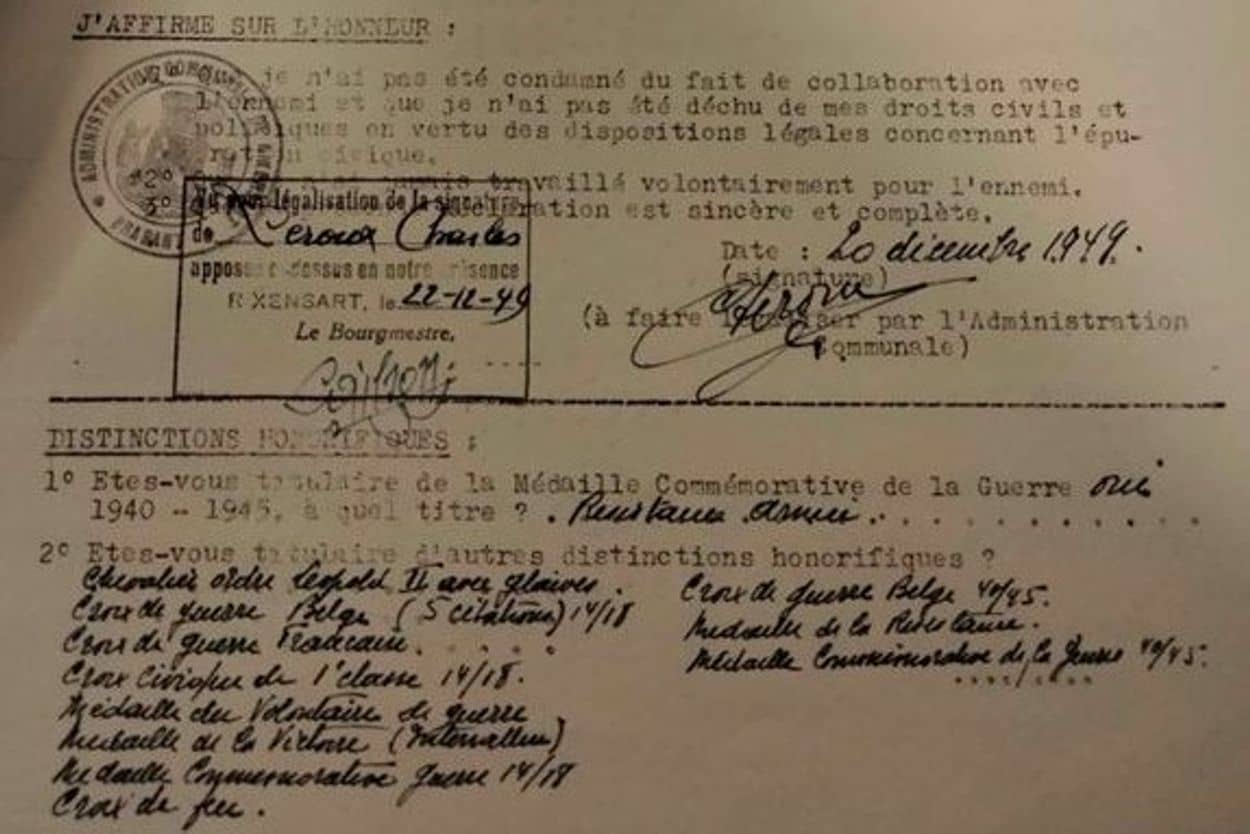 J'AFFIRME SUR L'HONNEUR :
je n'ai pas été condamné du fait de collaboration avec
l'ennemi et que je n'ai pas été déchu de mes droits civils et
politiques en vertu des dispositions légales concernant l'épu-
ration civique.
2° jamais travaillé volontairement pour l'ennemi.
3° déclaration est sincère et complète.
ADMINISTRATION COMMUNALE
BRABANT
Vu pour légalisation de la signature
de Leroux Charles
apposée ci-dessus en notre présence
RIXENSART, le 22-12-49
Le Bourgmestre,
Date : 20 décembre 1949.
(signature)
(à faire légaliser par l'Administration
Communale)
DISTINCTIONS HONORIFIQUES :
1° Etes-vous titulaire de la Médaille Commémorative de la Guerre oui
1940 - 1945, à quel titre ? . Résistance Armée.
2° Etes-vous titulaire d'autres distinctions honorifiques ?
Chevalier ordre Léopold II avec glaives.
Croix de guerre Belge (5 citations) 14/18
Croix de guerre Française.
Croix Civique de 1'classe 14/18.
Médaille du Volontaire de guerre
Médaille de la Victoire (Interalliée)
Médaille Commémorative guerre 14/18
Croix de feu.
Croix de guerre Belge 40/45.
Médaille de la Résistance.
Médaille Commémorative de la guerre 40/45.